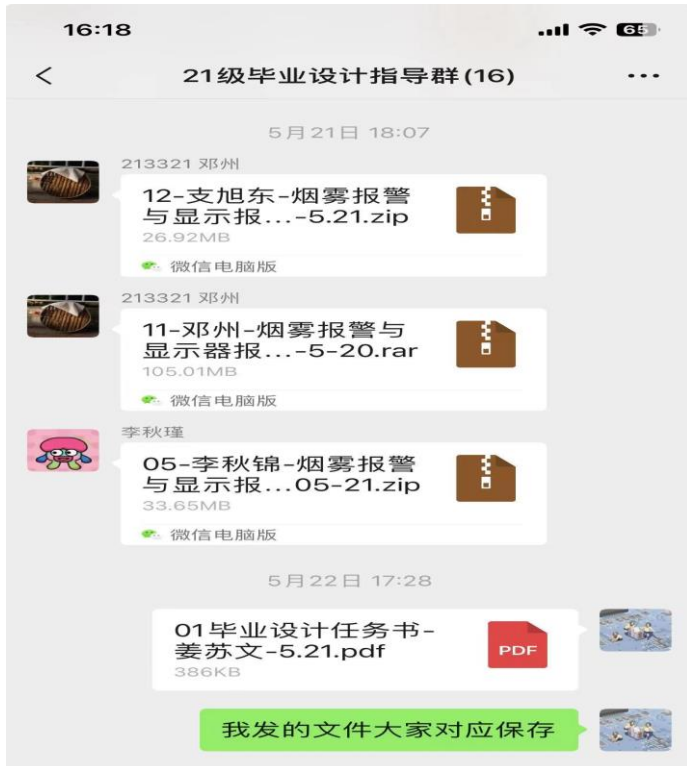 16:18
65
21级毕业设计指导群(16)
5月21日 18:07
213321 邓州
12-支旭东-烟雾报警
与显示报...-5.21.zip
26.92MB
微信电脑版
213321 邓州
11-邓州-烟雾报警与
显示器报...-5-20.rar
105.01MB
微信电脑版
李秋瑾
05-李秋锦-烟雾报警
与显示报...05-21.zip
33.65MB
微信电脑版
5月22日 17:28
01毕业设计任务书-
姜苏文-5.21.pdf
PDF
386KB
我发的文件大家对应保存